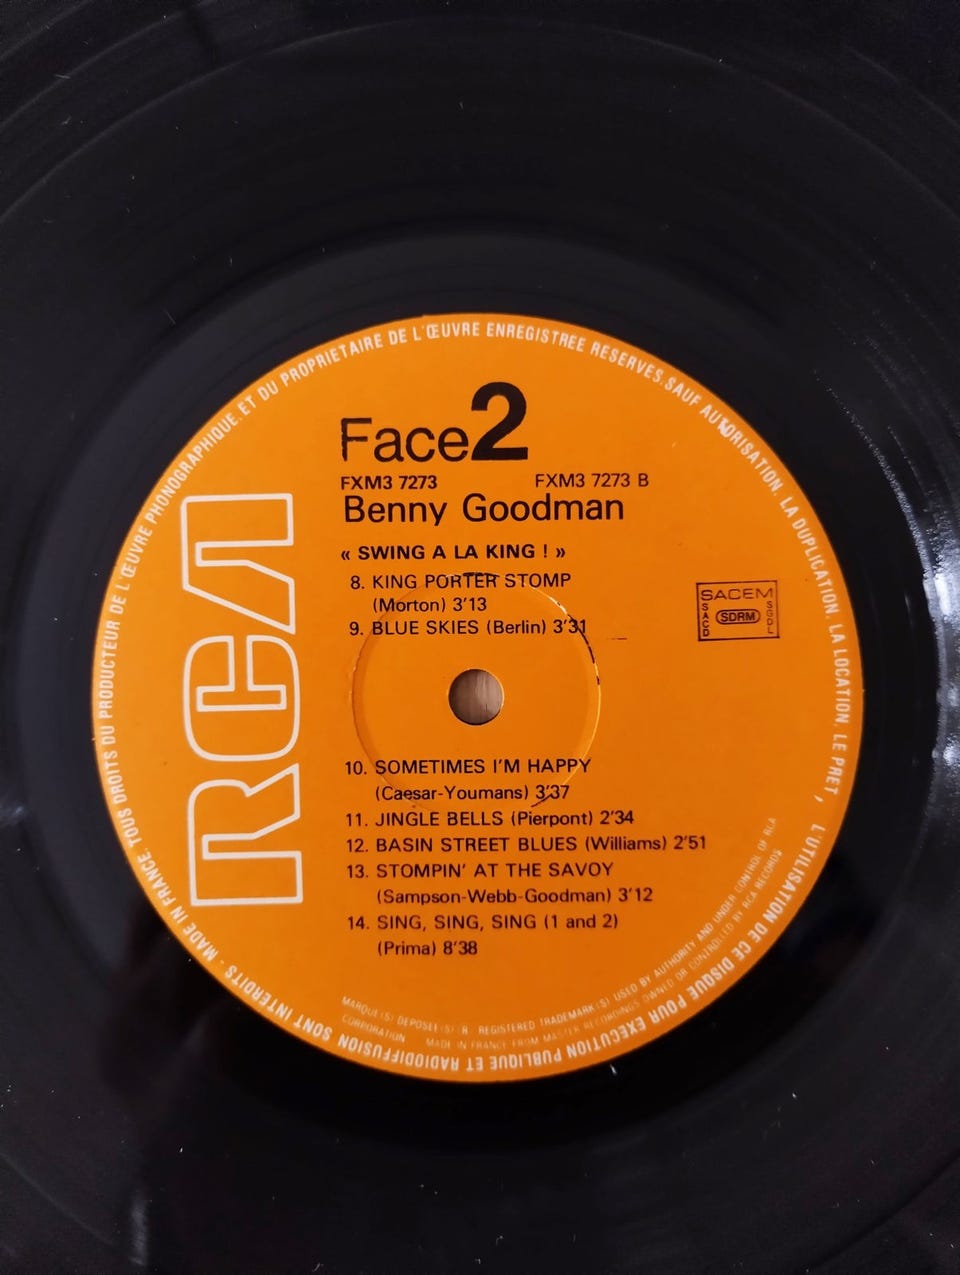 TOUS DROITS DU PRODUCTEUR DE L'ŒUVRE PHONOGRAPHIQUE ET DU PROPRIETAIRE DE L'ŒUVRE ENREGISTREE RESERVES. SAUF AUTORISATION, LA DUPLICATION, LA LOCATION, LE PRET, L'UTILISATION DE CE DISQUE POUR EXECUTION PUBLIQUE ET RADIODIFFUSION SONT INTERDITS - MADE IN FRANCE.
RCA
Face 2
FXM3 7273 FXM3 7273 B
Benny Goodman
« SWING A LA KING ! »
8. KING PORTER STOMP
(Morton) 3'13
9. BLUE SKIES (Berlin) 3'31
SACEM
SACD
SDRM
SGDL
10. SOMETIMES I'M HAPPY
(Caesar-Youmans) 3'37
11. JINGLE BELLS (Pierpont) 2'34
12. BASIN STREET BLUES (Williams) 2'51
13. STOMPIN' AT THE SAVOY
(Sampson-Webb-Goodman) 3'12
14. SING, SING, SING (1 and 2)
(Prima) 8'38
MARQUE(S) DEPOSEE(S) R REGISTERED TRADEMARK(S) USED BY AUTHORITY AND UNDER CONTROL OF RCA
CORPORATION MADE IN FRANCE FROM MASTER RECORDINGS OWNED OR CONTROLLED BY RCA RECORDS